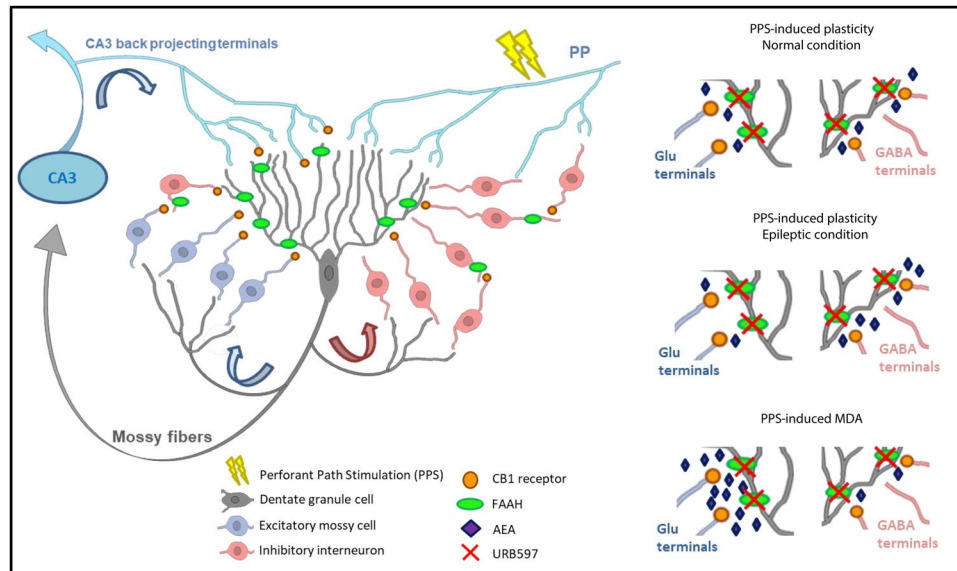 CA3 back projecting terminals
PP
CA3
Mossy fibers
Perforant Path Stimulation (PPS)
Dentate granule cell
Excitatory mossy cell
Inhibitory interneuron
CB1 receptor
FAAH
AEA
URB597
PPS-induced plasticity
Normal condition
Glu
terminals
GABA
terminals
PPS-induced plasticity
Epileptic condition
Glu
terminals
GABA
terminals
PPS-induced MDA
Glu
terminals
GABA
terminals